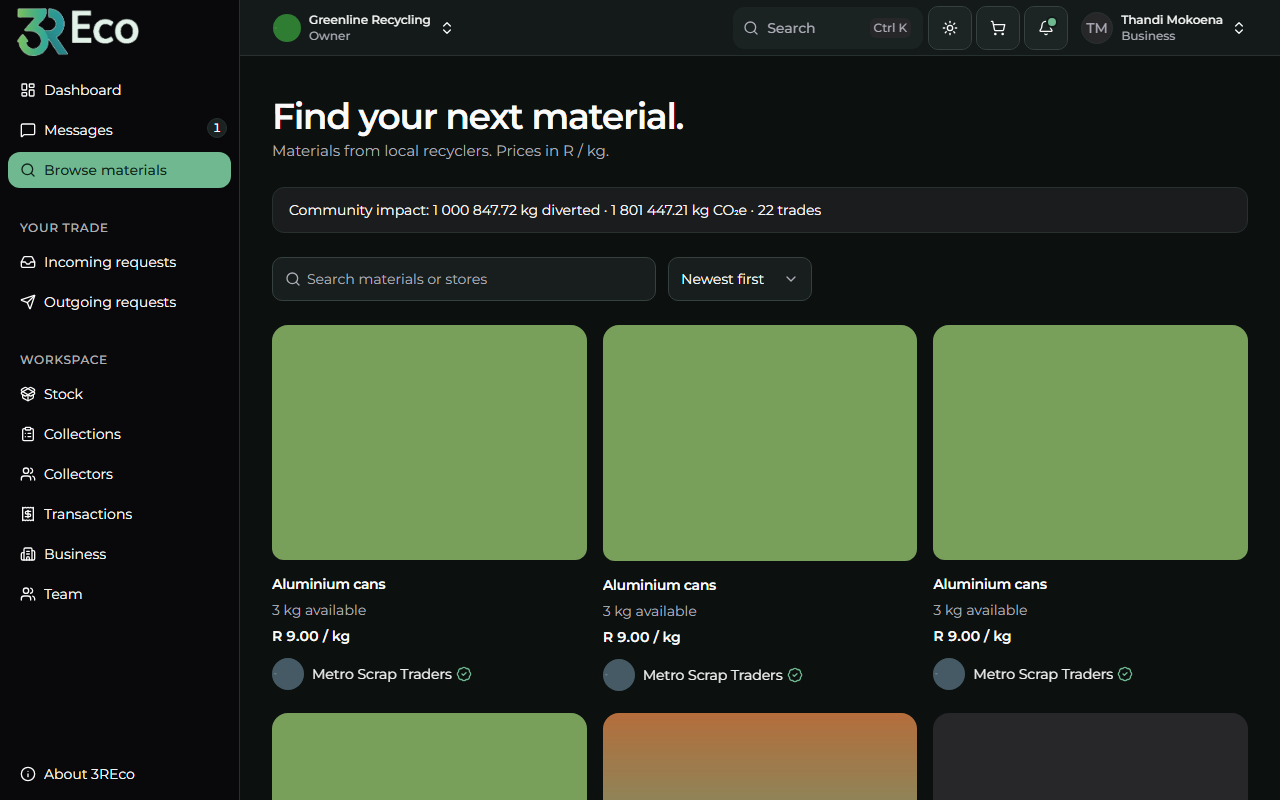 3R Eco
Greenline Recycling
Owner
Search
Ctrl K
TM
Thandi Mokoena
Business
Dashboard
Messages
1
Browse materials
YOUR TRADE
Incoming requests
Outgoing requests
WORKSPACE
Stock
Collections
Collectors
Transactions
Business
Team
About 3REco
Find your next material.
Materials from local recyclers. Prices in R / kg.
Community impact: 1 000 847.72 kg diverted · 1 801 447.21 kg CO₂e · 22 trades
Search materials or stores
Newest first
Aluminium cans
3 kg available
R 9.00 / kg
Metro Scrap Traders
Aluminium cans
3 kg available
R 9.00 / kg
Metro Scrap Traders
Aluminium cans
3 kg available
R 9.00 / kg
Metro Scrap Traders